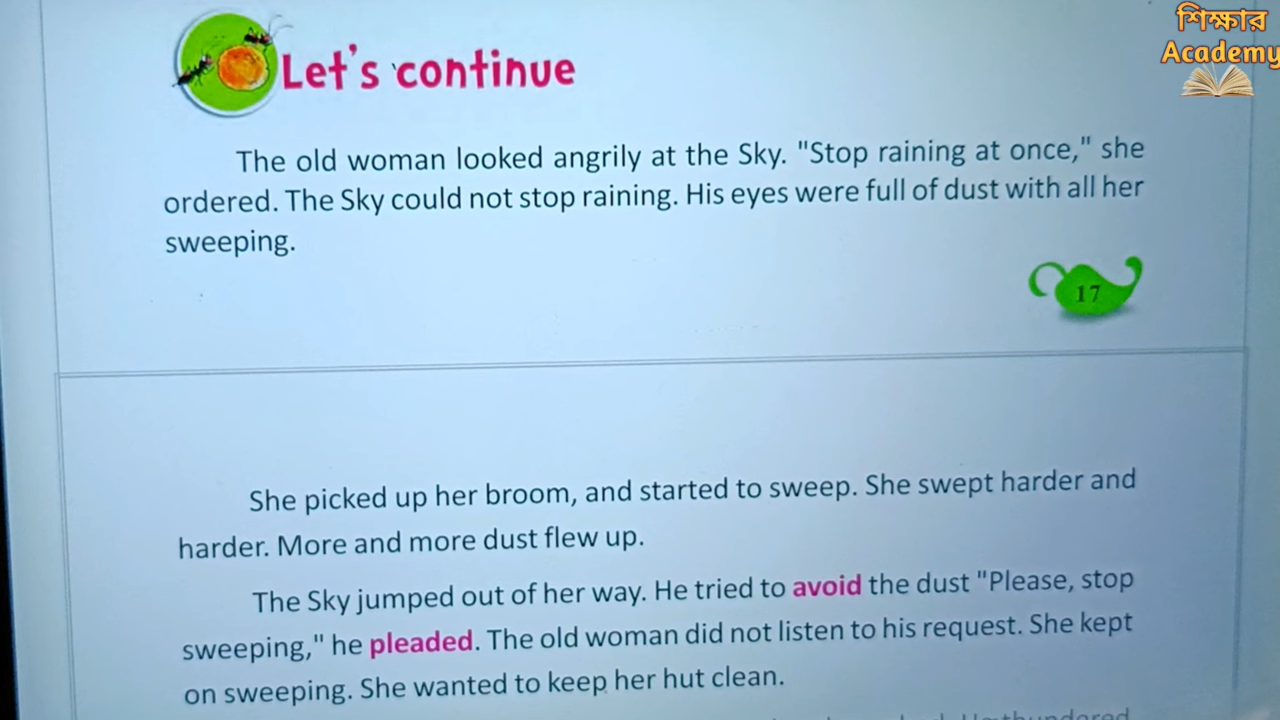 শিক্ষার
Academy
Let's continue
The old woman looked angrily at the Sky. "Stop raining at once," she
ordered. The Sky could not stop raining. His eyes were full of dust with all her
sweeping.
17
She picked up her broom, and started to sweep. She swept harder and
harder. More and more dust flew up.
The Sky jumped out of her way. He tried to avoid the dust "Please, stop
sweeping," he pleaded. The old woman did not listen to his request. She kept
on sweeping. She wanted to keep her hut clean.